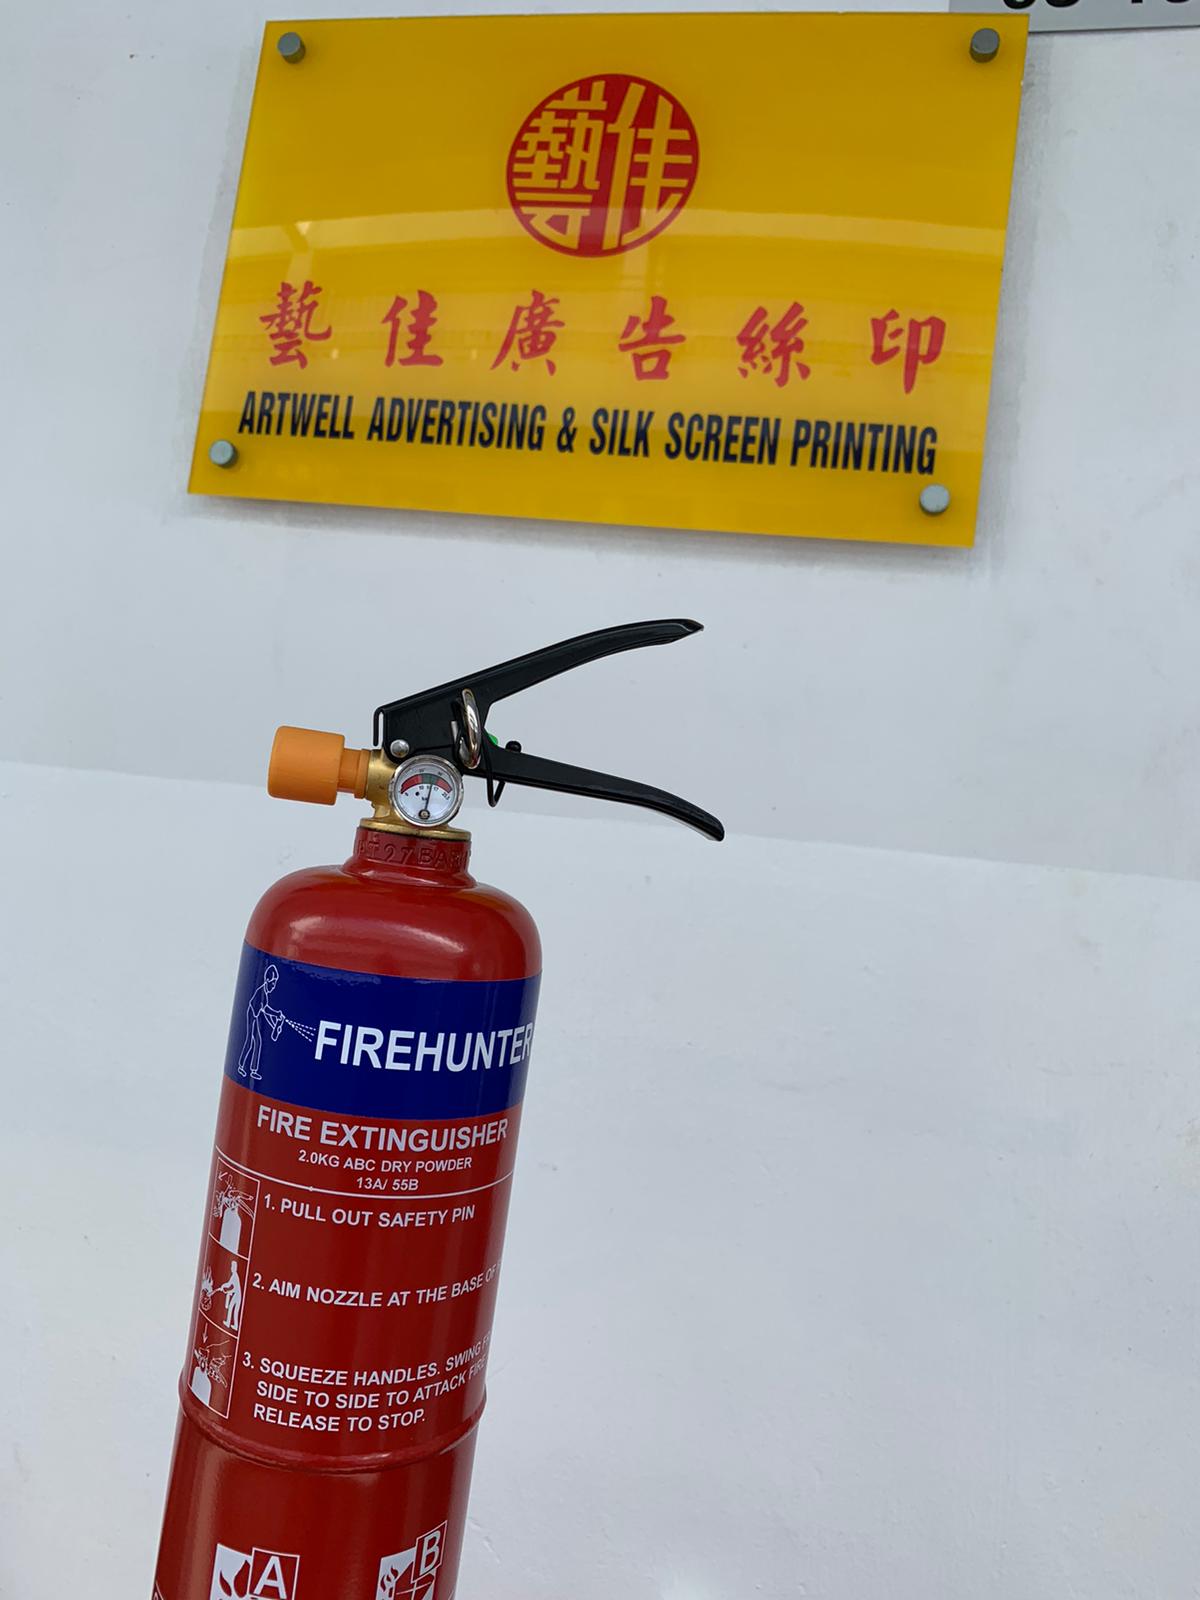 藝佳
藝佳廣告絲印
ARTWELL ADVERTISING & SILK SCREEN PRINTING
27BAR
FIREHUNTER
FIRE EXTINGUISHER
2.0KG ABC DRY POWDER
13A/ 55B
1. PULL OUT SAFETY PIN
2. AIM NOZZLE AT THE BASE OF
3. SQUEEZE HANDLES. SWING
SIDE TO SIDE TO ATTACK FIRE
RELEASE TO STOP.
A
B